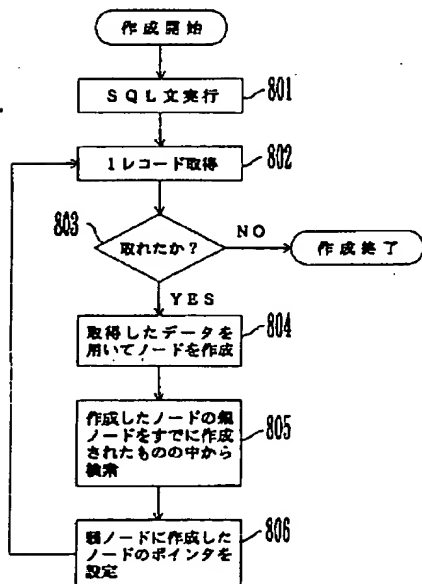 作成開始
SQL文実行
801
1レコード取得
802
803
取れたか?
NO
作成終了
YES
取得したデータを
用いてノードを作成
804
作成したノードの親
ノードをすでに作成
されたものの中から
検索
805
親ノードに作成した
ノードのポインタを
設定
806